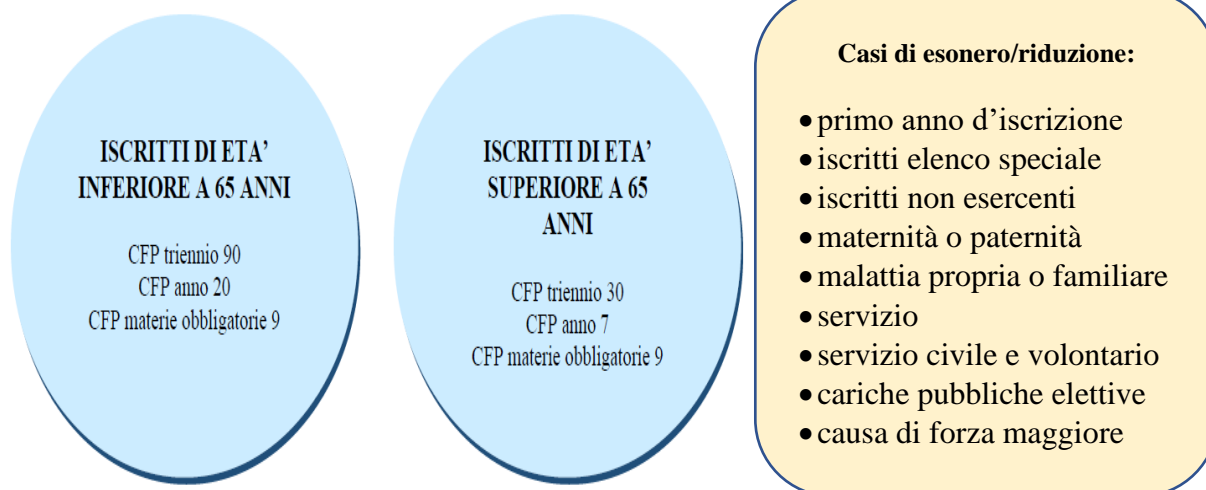 ISCRITTI DI ETA’
INFERIORE A 65 ANNI
CFP triennio 90
CFP anno 20
CFP materie obbligatorie 9
ISCRITTI DI ETA’
SUPERIORE A 65
ANNI
CFP triennio 30
CFP anno 7
CFP materie obbligatorie 9
Casi di esonero/riduzione:
• primo anno d’iscrizione
• iscritti elenco speciale
• iscritti non esercenti
• maternità o paternità
• malattia propria o familiare
• servizio
• servizio civile e volontario
• cariche pubbliche elettive
• causa di forza maggiore